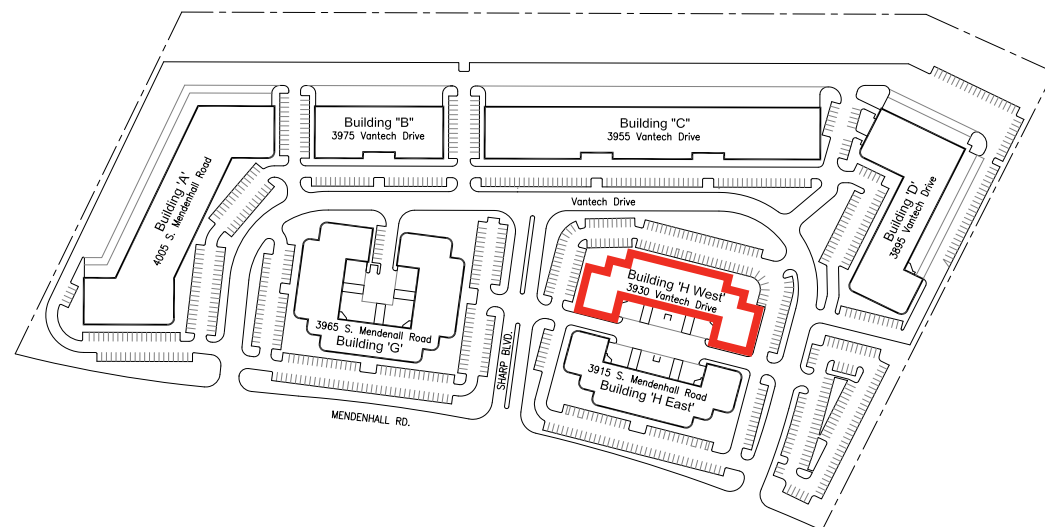 Building "B"
3975 Vantech Drive
Building "C"
3955 Vantech Drive
Building 'A'
4005 S. Mendenhall Road
Building 'D'
3895 Vantech Drive
Vantech Drive
Building 'H West'
3930 Vantech Drive
3965 S. Mendenall Road
Building 'G'
SHARP BLVD.
3915 S. Mendenhall Road
Building 'H East'
MENDENHALL RD.